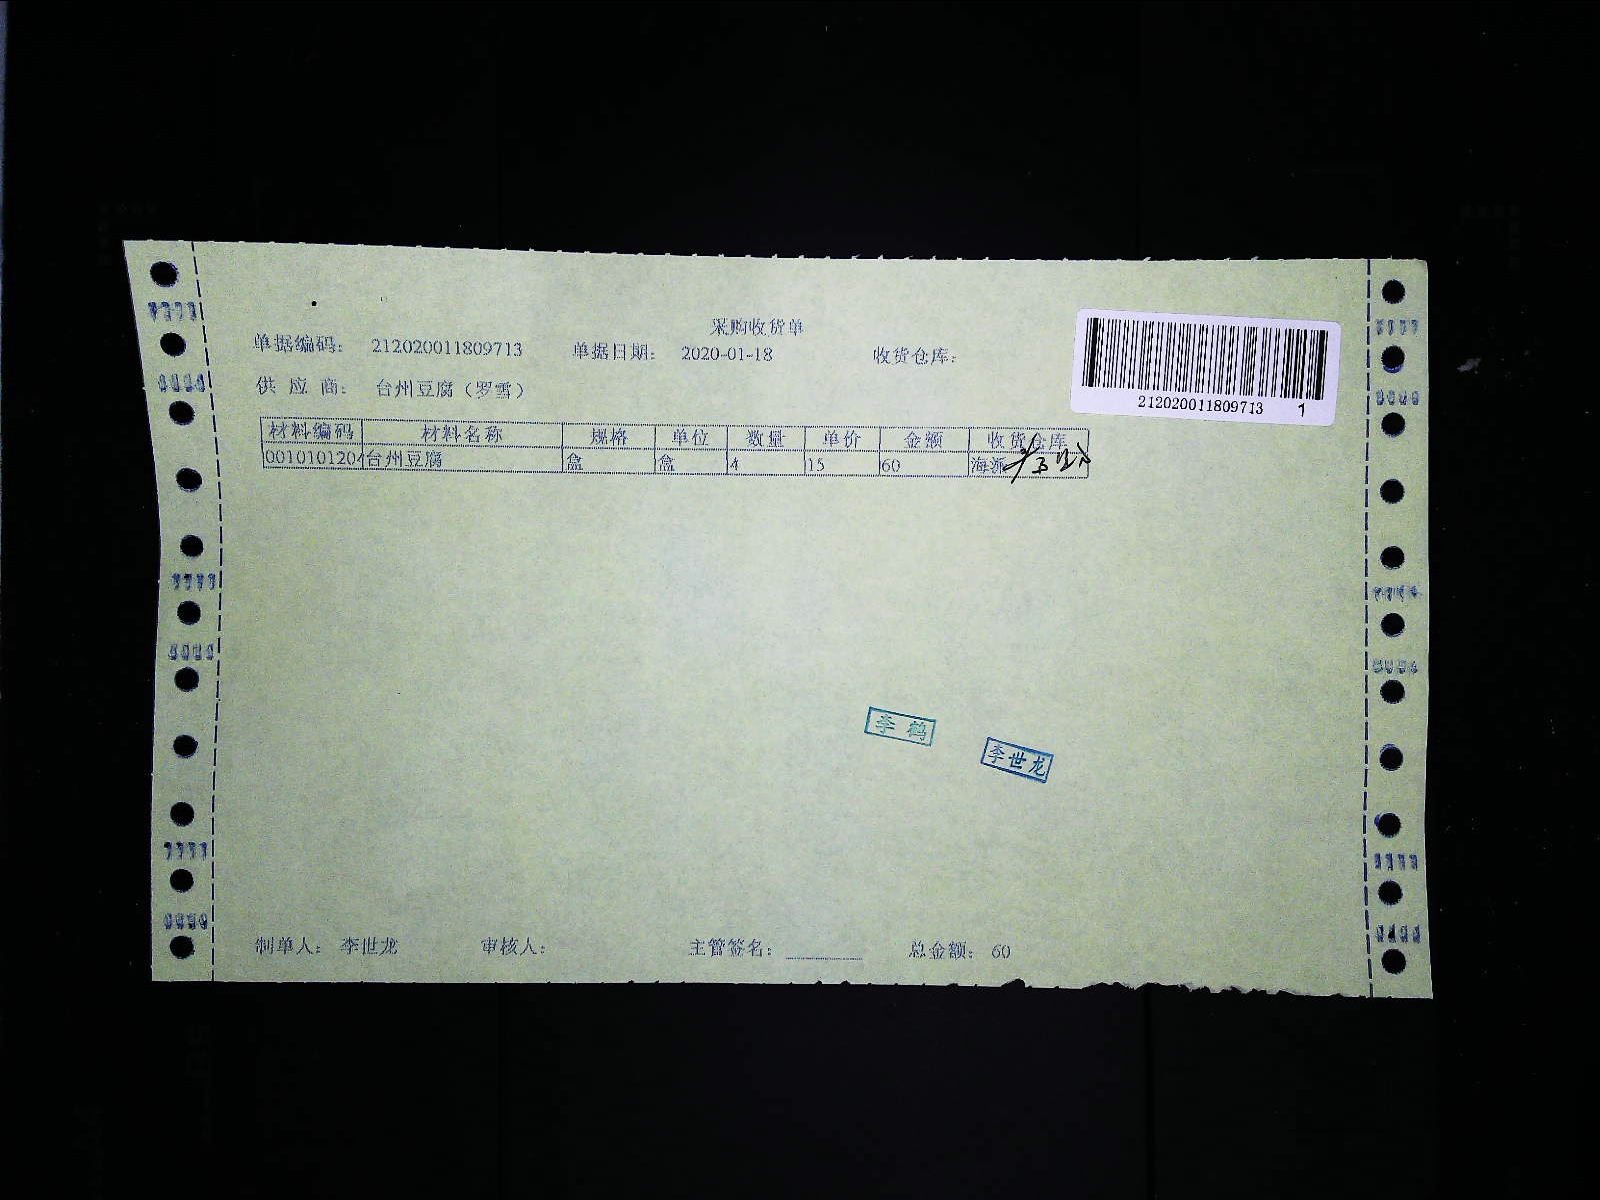 采购收货单
单据编码： 212020011809713 单据日期： 2020-01-18 收货仓库：
212020011809713 1
供 应 商： 台州豆腐（罗雪）
材料编码 材料名称 规格 单位 数量 单价 金额 收货仓库
0010101204 台州豆腐 盒 盒 4 15 60 海派
李 鹤
李世龙
制单人： 李世龙 审核人： 主管签名： 总金额： 60